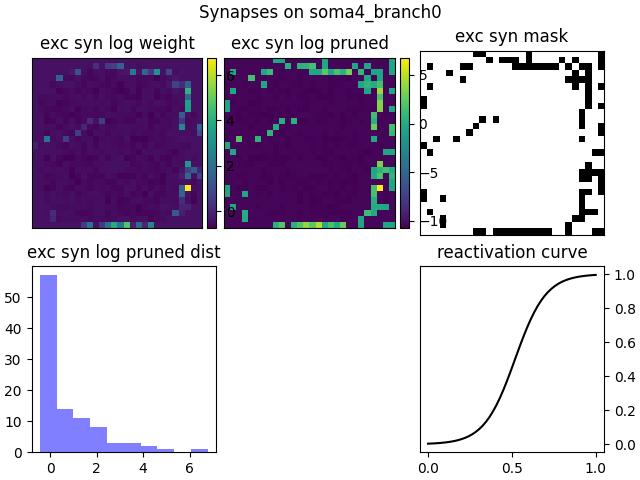 Synapses on soma4_branch0
exc syn log weight
exc syn log pruned
exc syn mask
6
4
2
0
5
0
−5
−10
exc syn log pruned dist
reactivation curve
50
40
30
20
10
0
0 2 4 6
1.0
0.8
0.6
0.4
0.2
0.0
0.0 0.5 1.0